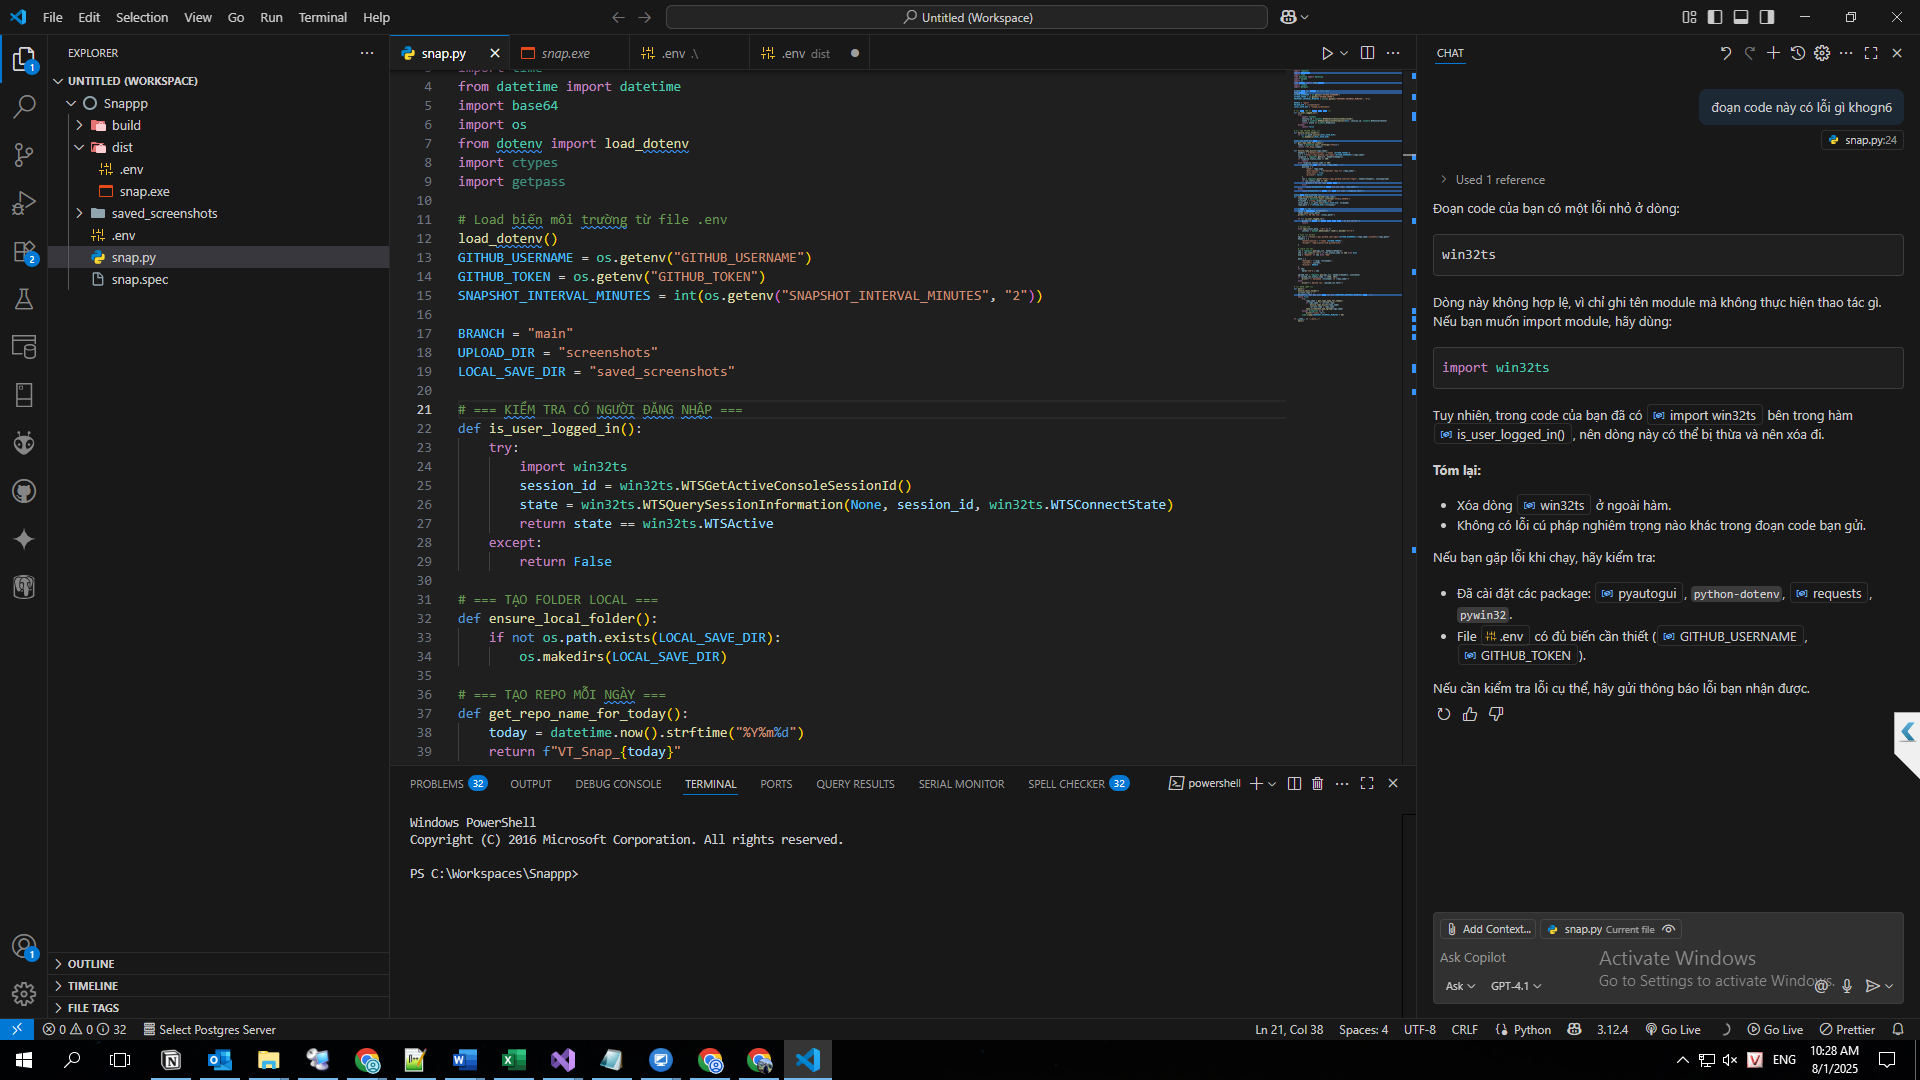 File Edit Selection View Go Run Terminal Help
Untitled (Workspace)
EXPLORER
UNTITLED (WORKSPACE)
Snappp
build
dist
.env
snap.exe
saved_screenshots
.env
snap.py
snap.spec
OUTLINE
TIMELINE
FILE TAGS
snap.py
snap.exe
.env .\
.env dist
3 import time
4 from datetime import datetime
5 import base64
6 import os
7 from dotenv import load_dotenv
8 import ctypes
9 import getpass
10
11 # Load biến môi trường từ file .env
12 load_dotenv()
13 GITHUB_USERNAME = os.getenv("GITHUB_USERNAME")
14 GITHUB_TOKEN = os.getenv("GITHUB_TOKEN")
15 SNAPSHOT_INTERVAL_MINUTES = int(os.getenv("SNAPSHOT_INTERVAL_MINUTES", "2"))
16
17 BRANCH = "main"
18 UPLOAD_DIR = "screenshots"
19 LOCAL_SAVE_DIR = "saved_screenshots"
20
21 # === KIỂM TRA CÓ NGƯỜI ĐĂNG NHẬP ===
22 def is_user_logged_in():
23 try:
24 import win32ts
25 session_id = win32ts.WTSGetActiveConsoleSessionId()
26 state = win32ts.WTSQuerySessionInformation(None, session_id, win32ts.WTSConnectState)
27 return state == win32ts.WTSActive
28 except:
29 return False
30
31 # === TẠO FOLDER LOCAL ===
32 def ensure_local_folder():
33 if not os.path.exists(LOCAL_SAVE_DIR):
34 os.makedirs(LOCAL_SAVE_DIR)
35
36 # === TẠO REPO MỖI NGÀY ===
37 def get_repo_name_for_today():
38 today = datetime.now().strftime("%Y%m%d")
39 return f"VT_Snap_{today}"
PROBLEMS 32 OUTPUT DEBUG CONSOLE TERMINAL PORTS QUERY RESULTS SERIAL MONITOR SPELL CHECKER 32
powershell
Windows PowerShell
Copyright (C) 2016 Microsoft Corporation. All rights reserved.
PS C:\Workspaces\Snappp>
CHAT
đoạn code này có lỗi gì khogn6
snap.py:24
Used 1 reference
Đoạn code của bạn có một lỗi nhỏ ở dòng:
win32ts
Dòng này không hợp lệ, vì chỉ ghi tên module mà không thực hiện thao tác gì.
Nếu bạn muốn import module, hãy dùng:
import win32ts
Tuy nhiên, trong code của bạn đã có import win32ts bên trong hàm
is_user_logged_in() , nên dòng này có thể bị thừa và nên xóa đi.
Tóm lại:
• Xóa dòng win32ts ở ngoài hàm.
• Không có lỗi cú pháp nghiêm trọng nào khác trong đoạn code bạn gửi.
Nếu bạn gặp lỗi khi chạy, hãy kiểm tra:
• Đã cài đặt các package: pyautogui , python-dotenv, requests ,
pywin32.
• File .env có đủ biến cần thiết ( GITHUB_USERNAME ,
GITHUB_TOKEN ).
Nếu cần kiểm tra lỗi cụ thể, hãy gửi thông báo lỗi bạn nhận được.
Add Context... snap.py Current file
Ask Copilot
Activate Windows
Go to Settings to activate Windows.
Ask GPT-4.1
0 0 32 Select Postgres Server
Ln 21, Col 38 Spaces: 4 UTF-8 CRLF Python 3.12.4 Go Live Go Live Prettier
ENG
10:28 AM
8/1/2025